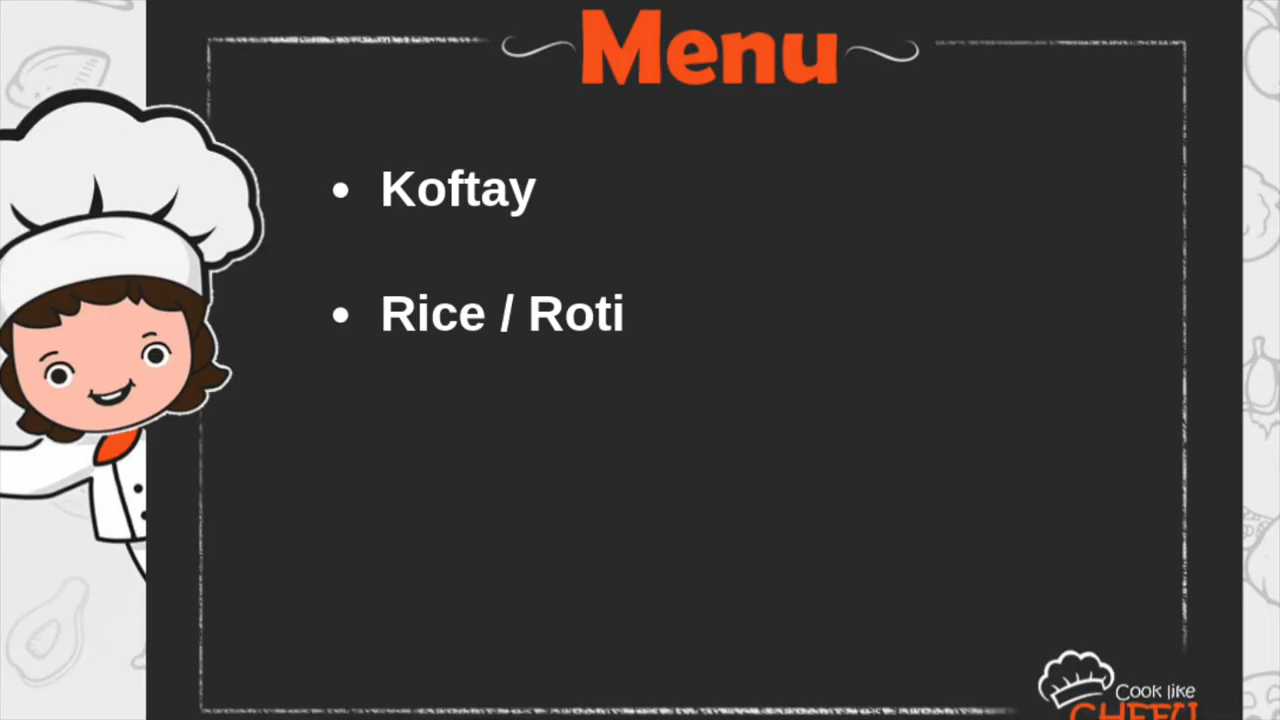 Menu
• Koftay
• Rice / Roti
Cook like